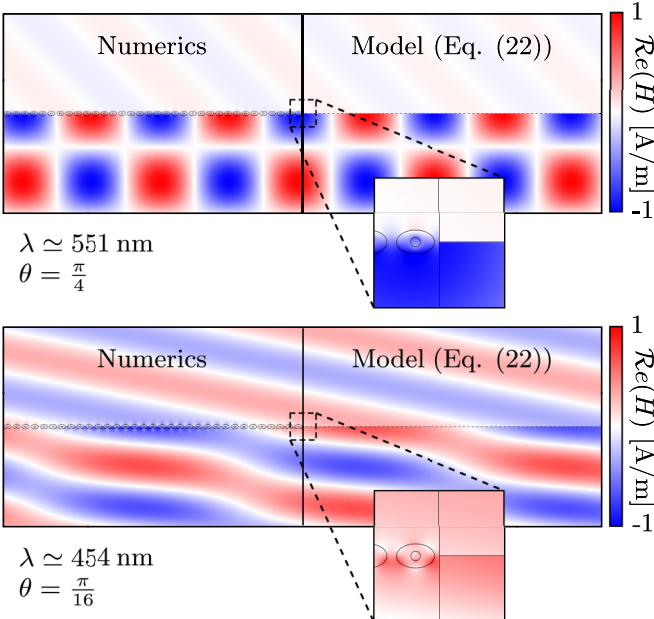 Numerics
Model (Eq. (22))
1
-1
Re(H) [A/m]
λ ≃ 551 nm
θ = π/4
Numerics
Model (Eq. (22))
1
-1
Re(H) [A/m]
λ ≃ 454 nm
θ = π/16